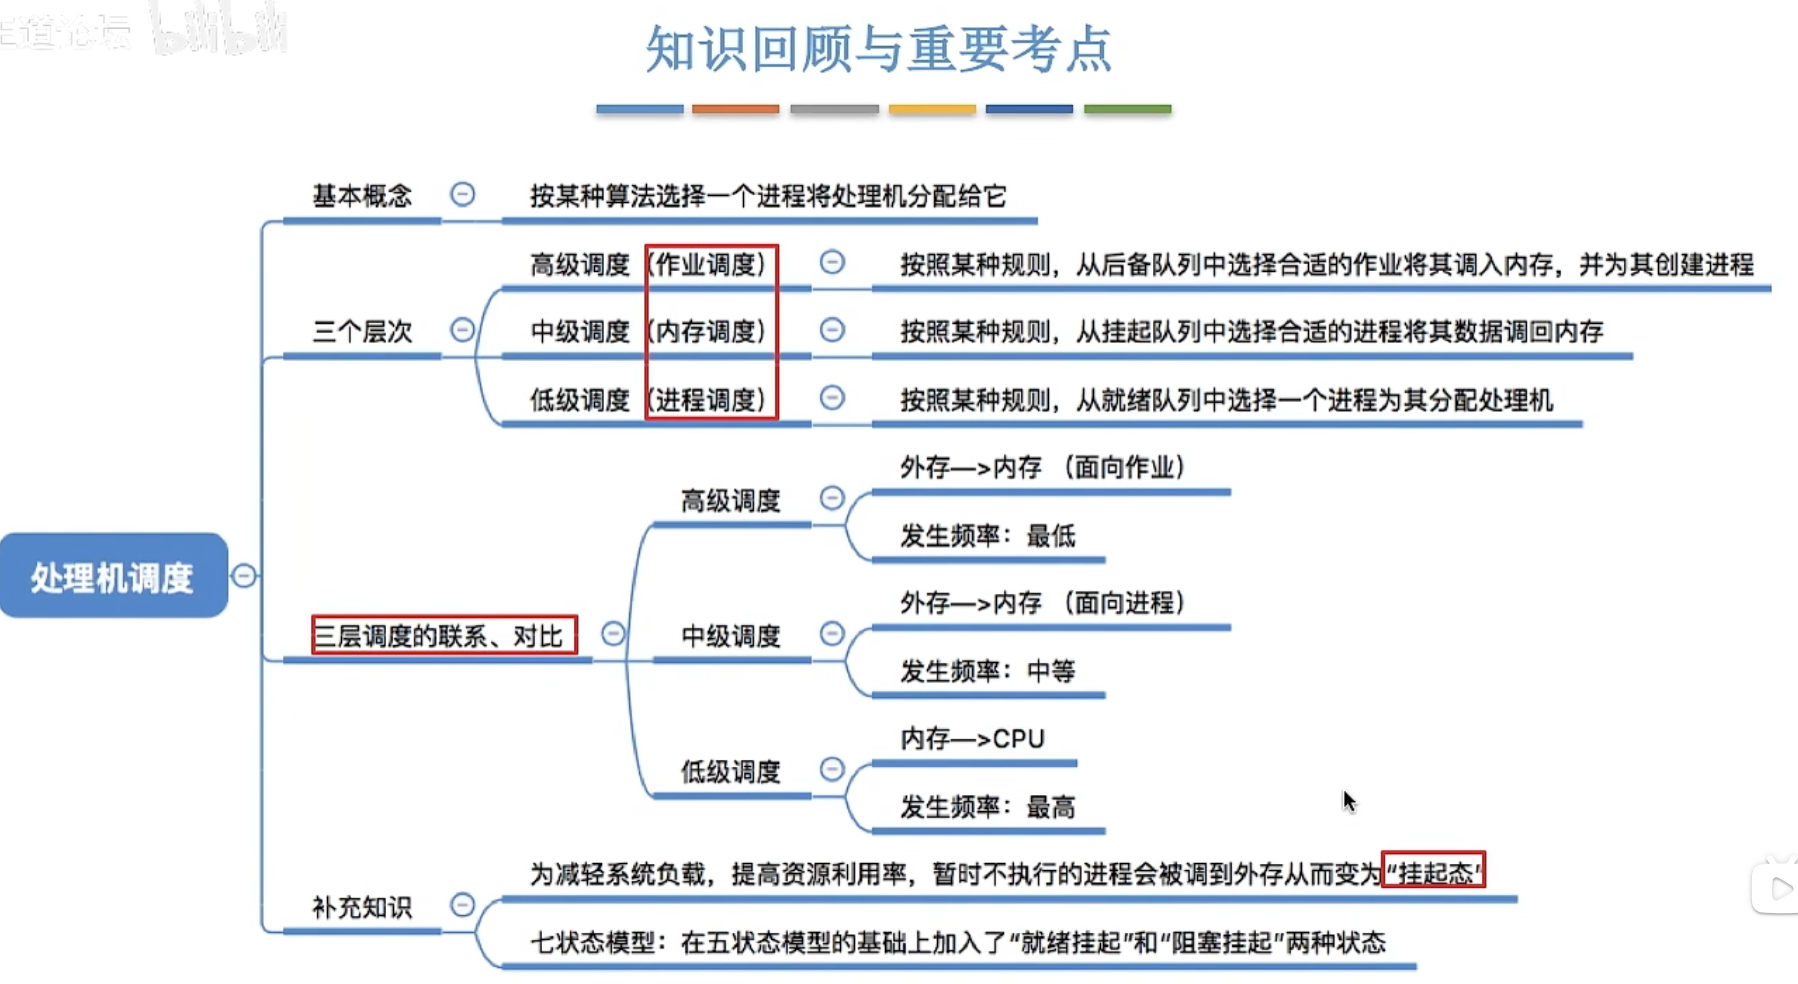 王道论坛 bilibili
知识回顾与重要考点
基本概念
按某种算法选择一个进程将处理机分配给它
三个层次
高级调度（作业调度）
按照某种规则，从后备队列中选择合适的作业将其调入内存，并为其创建进程
中级调度（内存调度）
按照某种规则，从挂起队列中选择合适的进程将其数据调回内存
低级调度（进程调度）
按照某种规则，从就绪队列中选择一个进程为其分配处理机
处理机调度
三层调度的联系、对比
高级调度
外存—>内存 （面向作业）
发生频率：最低
中级调度
外存—>内存 （面向进程）
发生频率：中等
低级调度
内存—>CPU
发生频率：最高
补充知识
为减轻系统负载，提高资源利用率，暂时不执行的进程会被调到外存从而变为“挂起态”
七状态模型：在五状态模型的基础上加入了“就绪挂起”和“阻塞挂起”两种状态